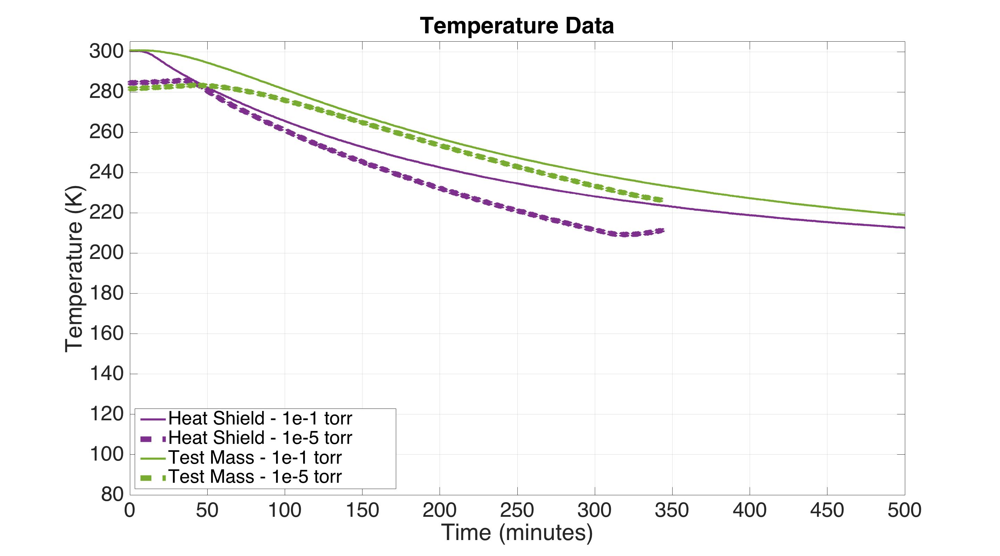 Temperature Data
Temperature (K)
300
280
260
240
220
200
180
160
140
120
100
80
Heat Shield - 1e-1 torr
Heat Shield - 1e-5 torr
Test Mass - 1e-1 torr
Test Mass - 1e-5 torr
0 50 100 150 200 250 300 350 400 450 500
Time (minutes)